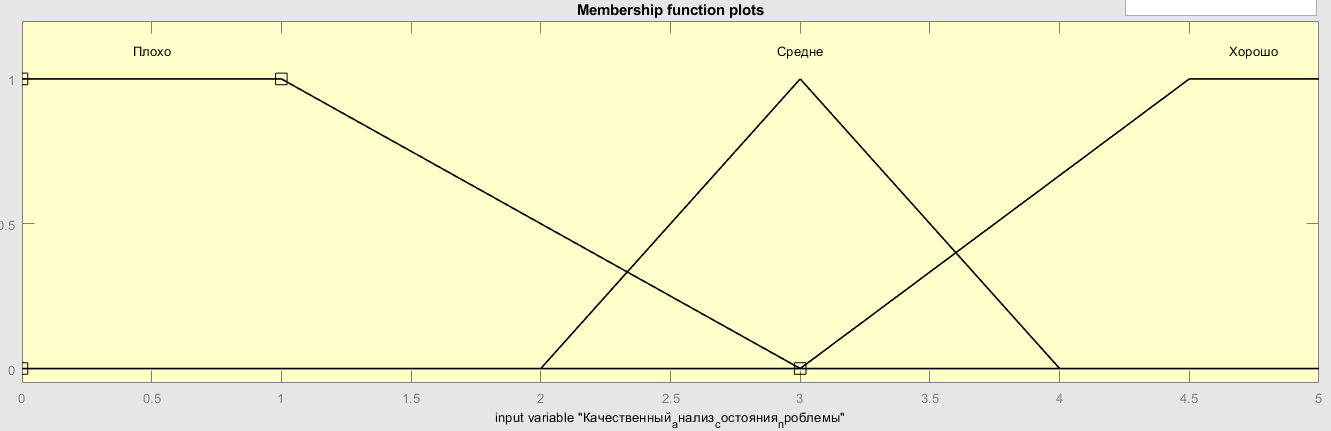 Membership function plots
Плохо Средне Хорошо
1
0.5
0
0 0.5 1 1.5 2 2.5 3 3.5 4 4.5 5
input variable "Качественныйанализсостоянияпроблемы"